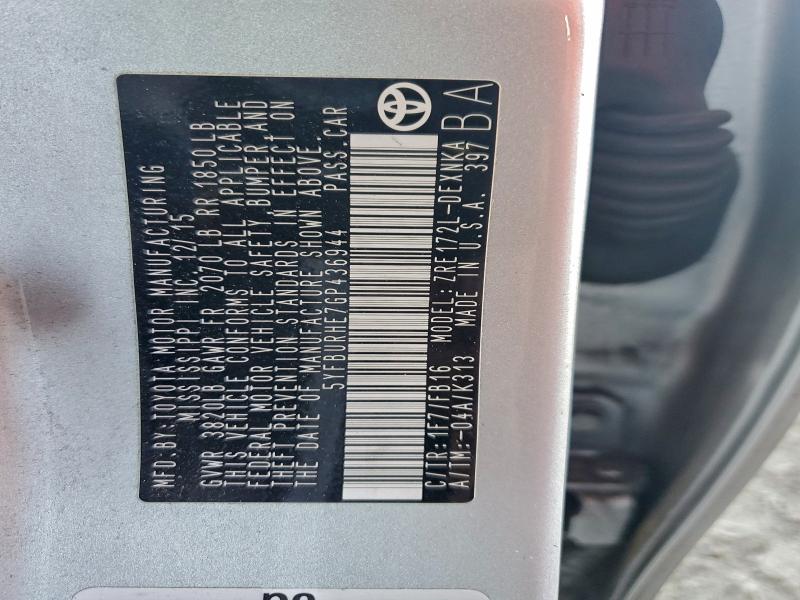 MFD.BY: TOYOTA MOTOR MANUFACTURING
MISSISSIPPI, INC. 12/15
GVWR 3820LB GAWR FR 2070 LB RR 1850LB
THIS VEHICLE CONFORMS TO ALL APPLICABLE
FEDERAL MOTOR VEHICLE SAFETY, BUMPER, AND
THEFT PREVENTION STANDARDS IN EFFECT ON
THE DATE OF MANUFACTURE SHOWN ABOVE.
5YFBURHE7GP436944 PASS.CAR
C/TR: 1F7/FB16 MODEL: ZRE172L-DEXNKA
A/TM: -04A/K313 MADE IN U.S.A. 397 BA